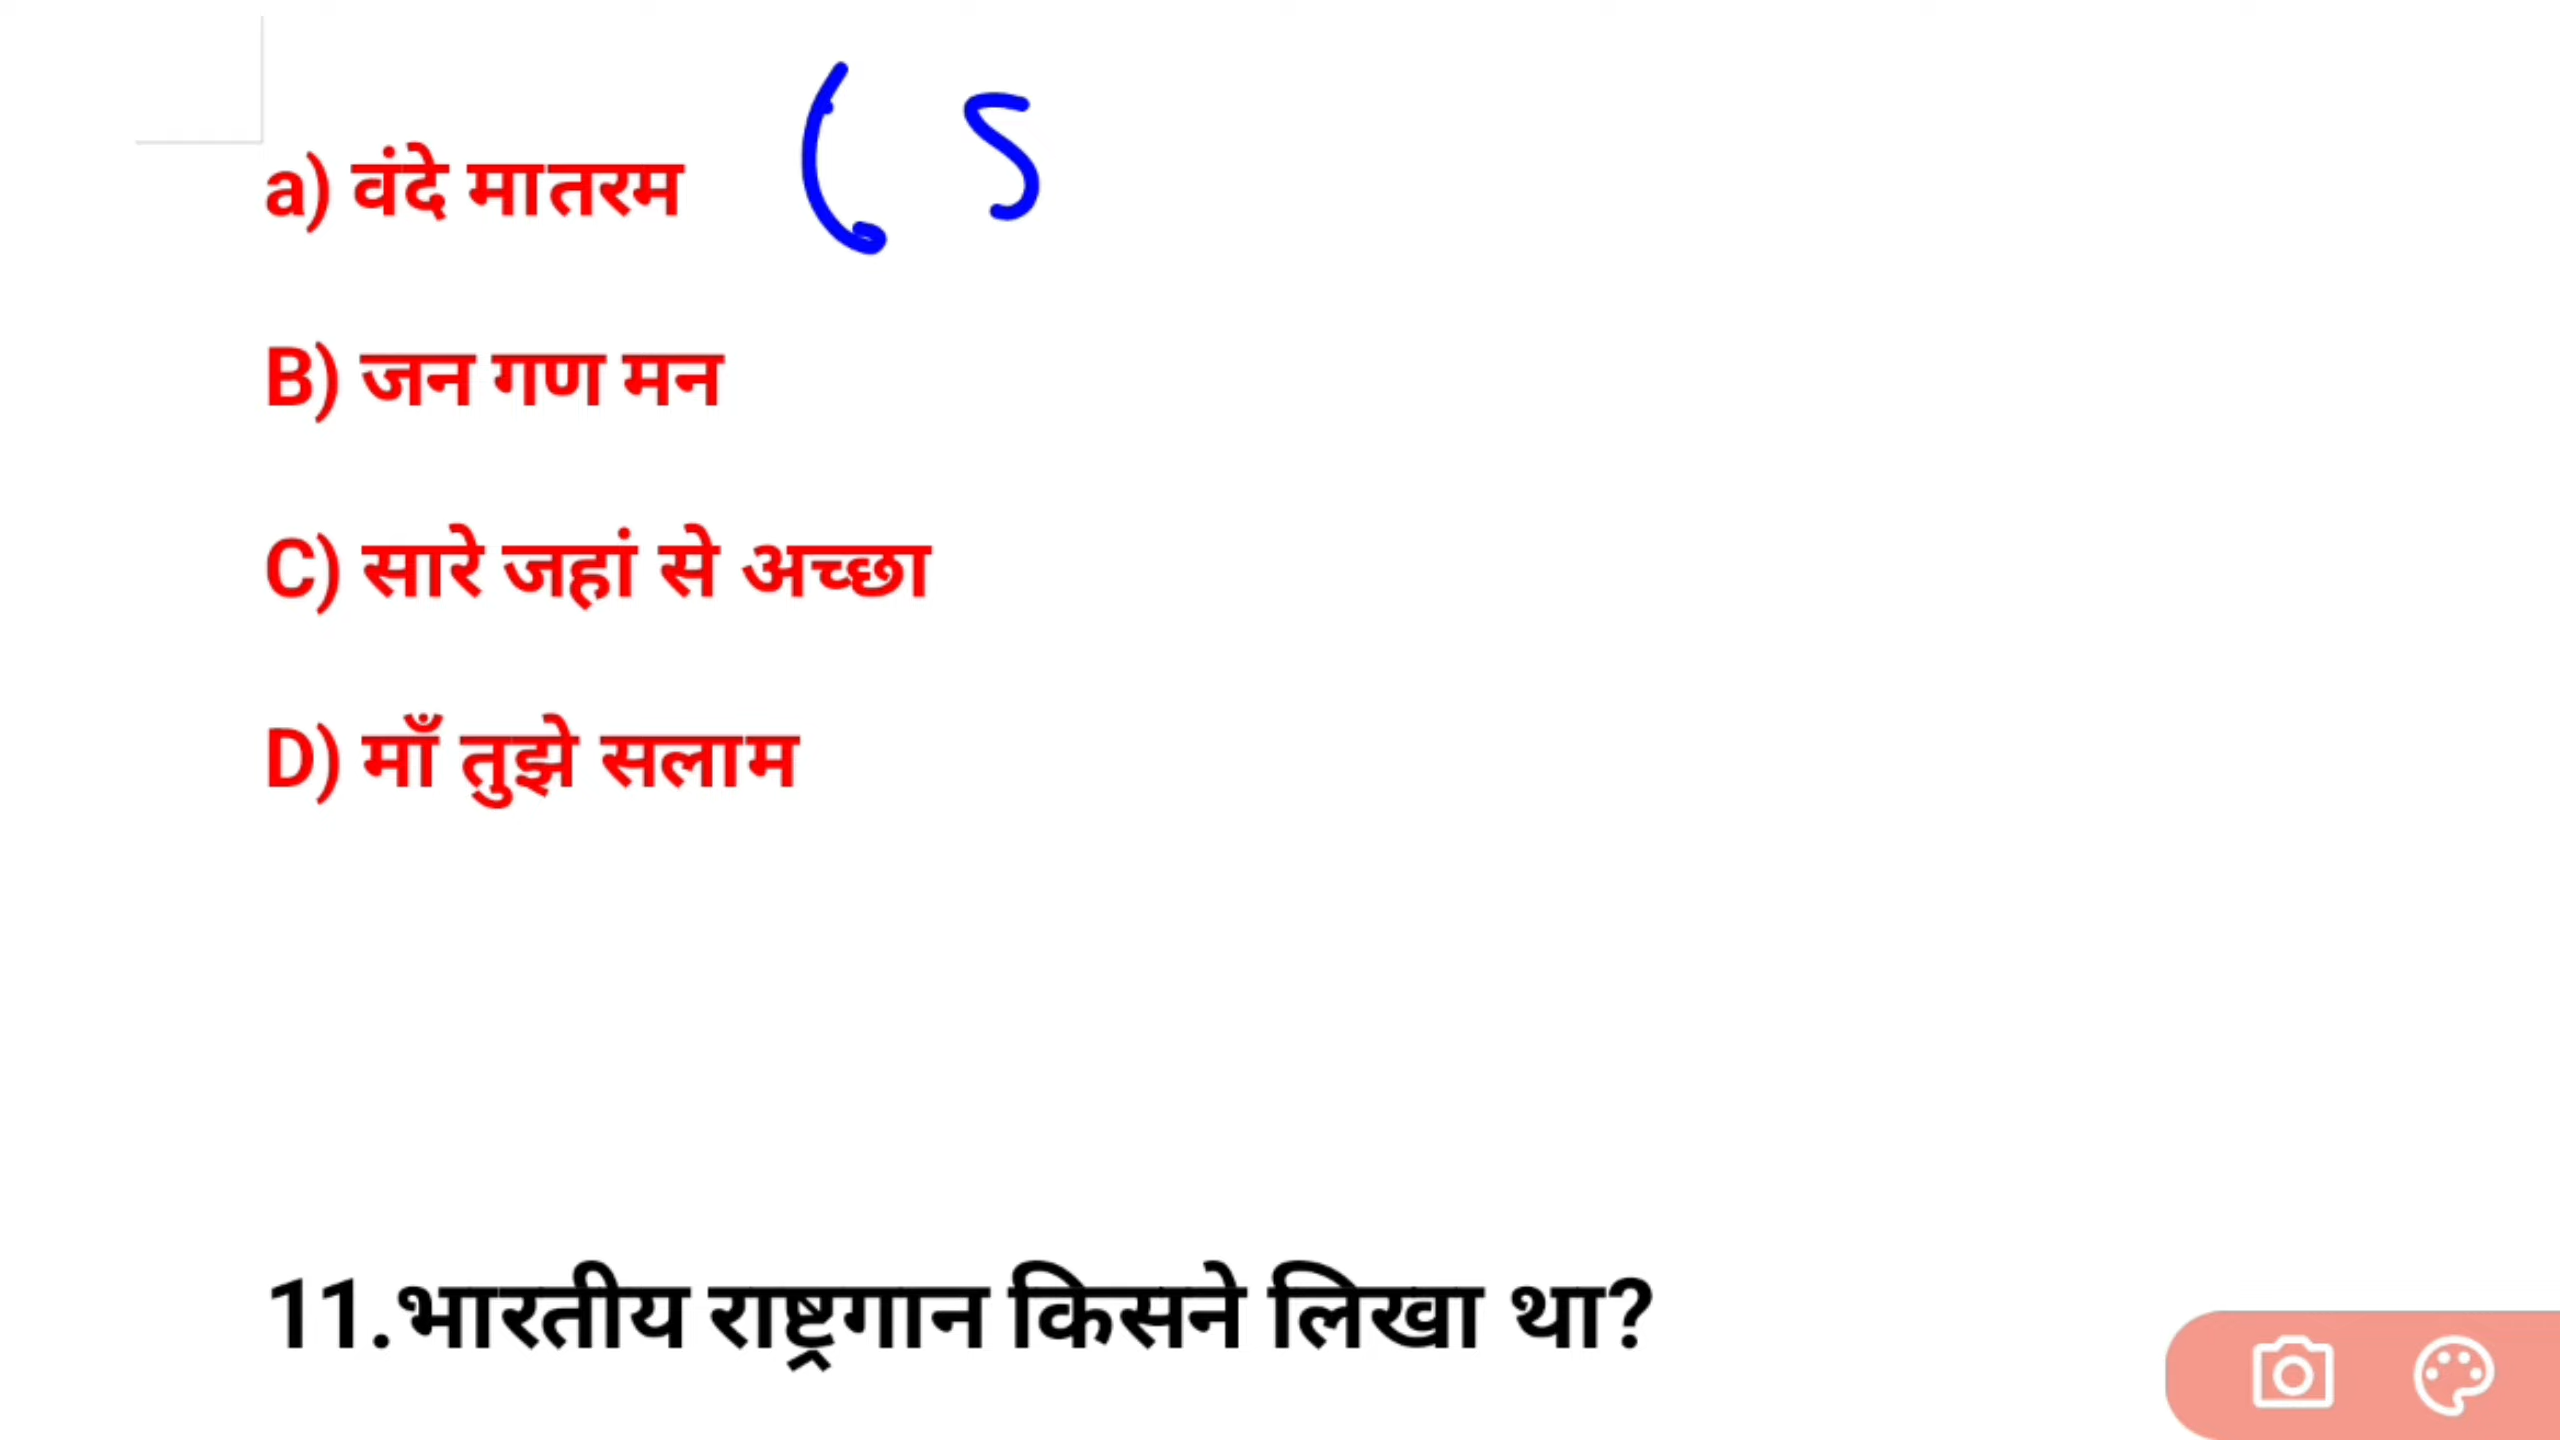 a) वंदे मातरम ( S
B) जन गण मन
C) सारे जहां से अच्छा
D) माँ तुझे सलाम
11.भारतीय राष्ट्रगान किसने लिखा था?